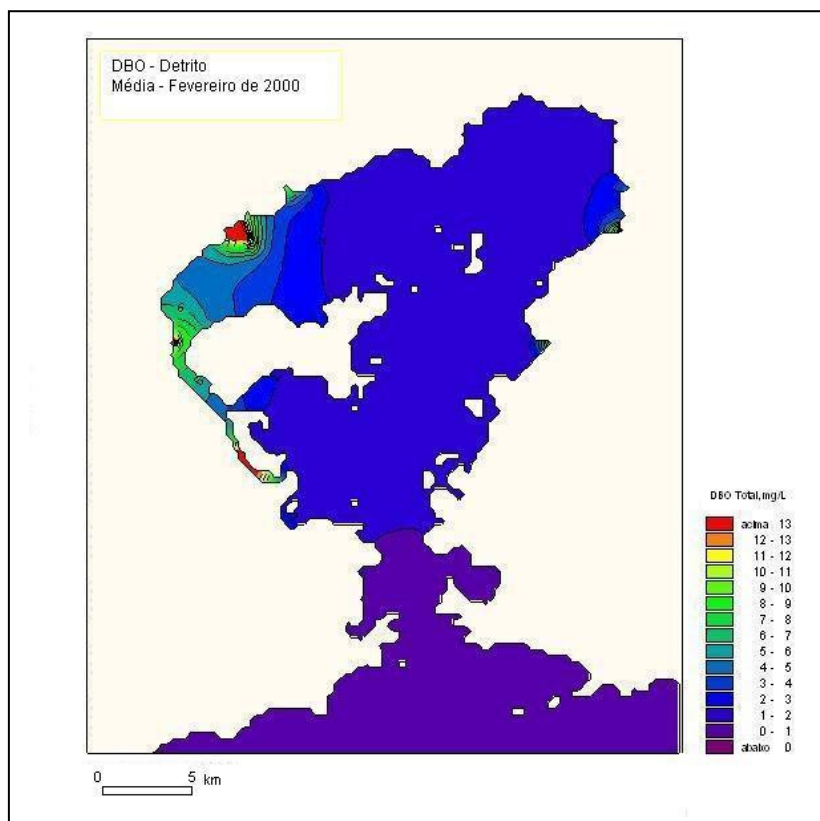 DBO - Detrito
Média - Fevereiro de 2000
DBO Total, mg/L
acima 13
12 - 13
11 - 12
10 - 11
9 - 10
8 - 9
7 - 8
6 - 7
5 - 6
4 - 5
3 - 4
2 - 3
1 - 2
0 - 1
abaixo 0
0 5 km